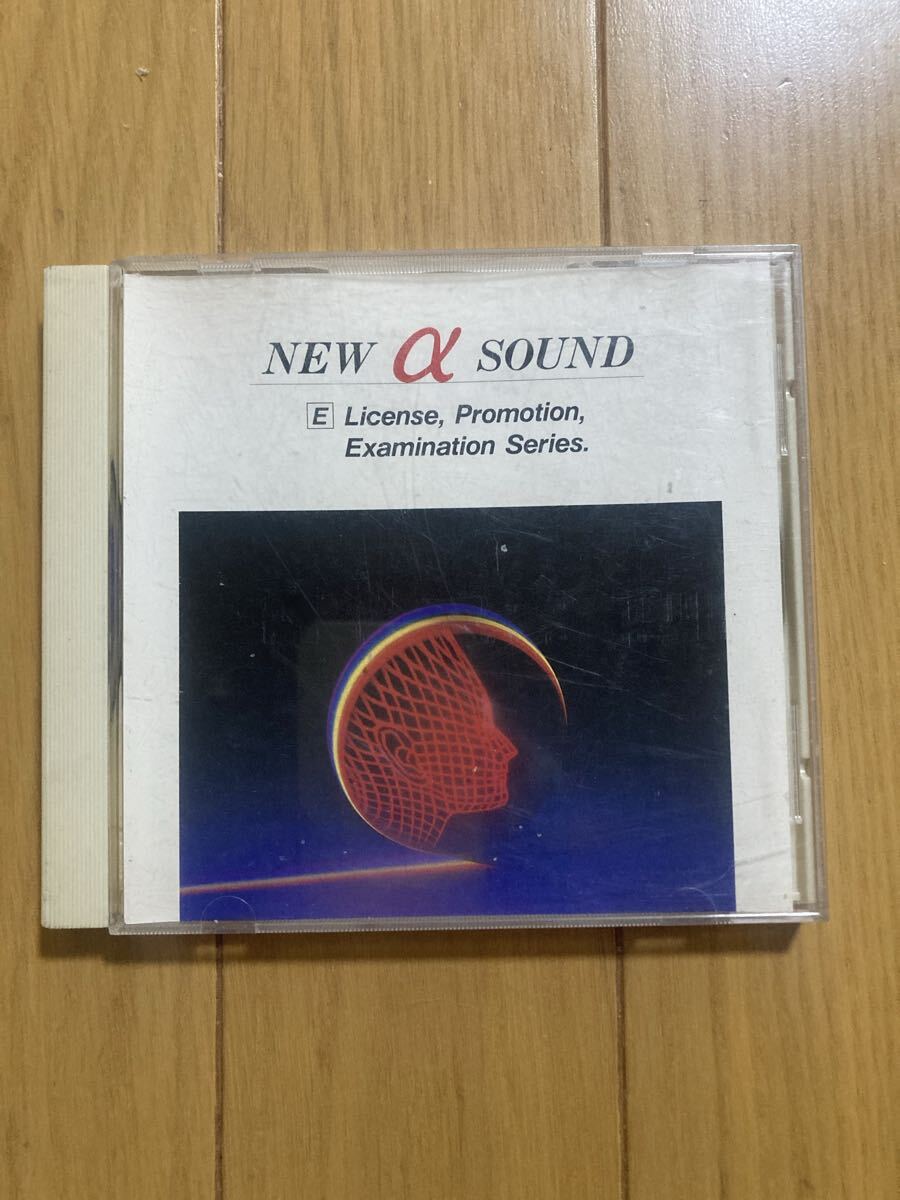 NEW α SOUND
E License, Promotion,
Examination Series.